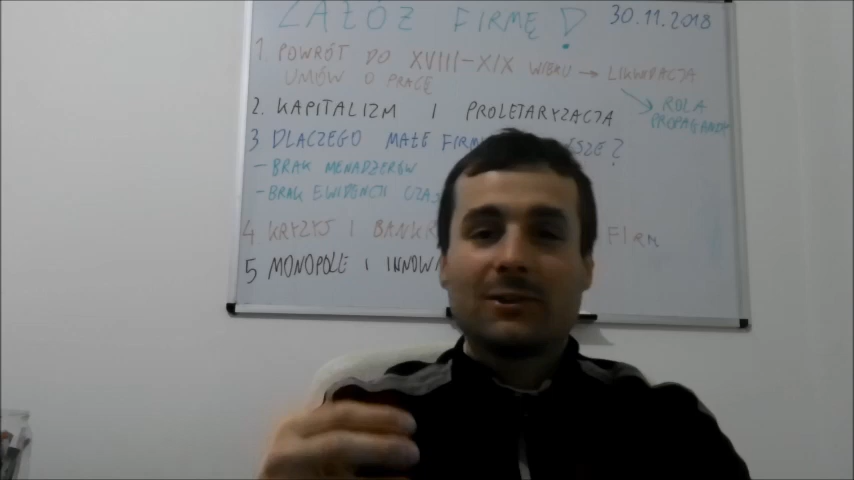 ZAŁÓŻ FIRMĘ! 30.11.2018
1. POWRÓT DO XVIII-XIX WIEKU → LIKWIDACJA
UMÓW O PRACĘ
→ ROLA
PROPAGANDY
2. KAPITALIZM I PROLETARYZACJA
3 DLACZEGO MAŁE
- BRAK MENADŻERÓW
- BRAK EWIDENCJI
4 KRYZYS I FIRM
5 MONOPOLE I